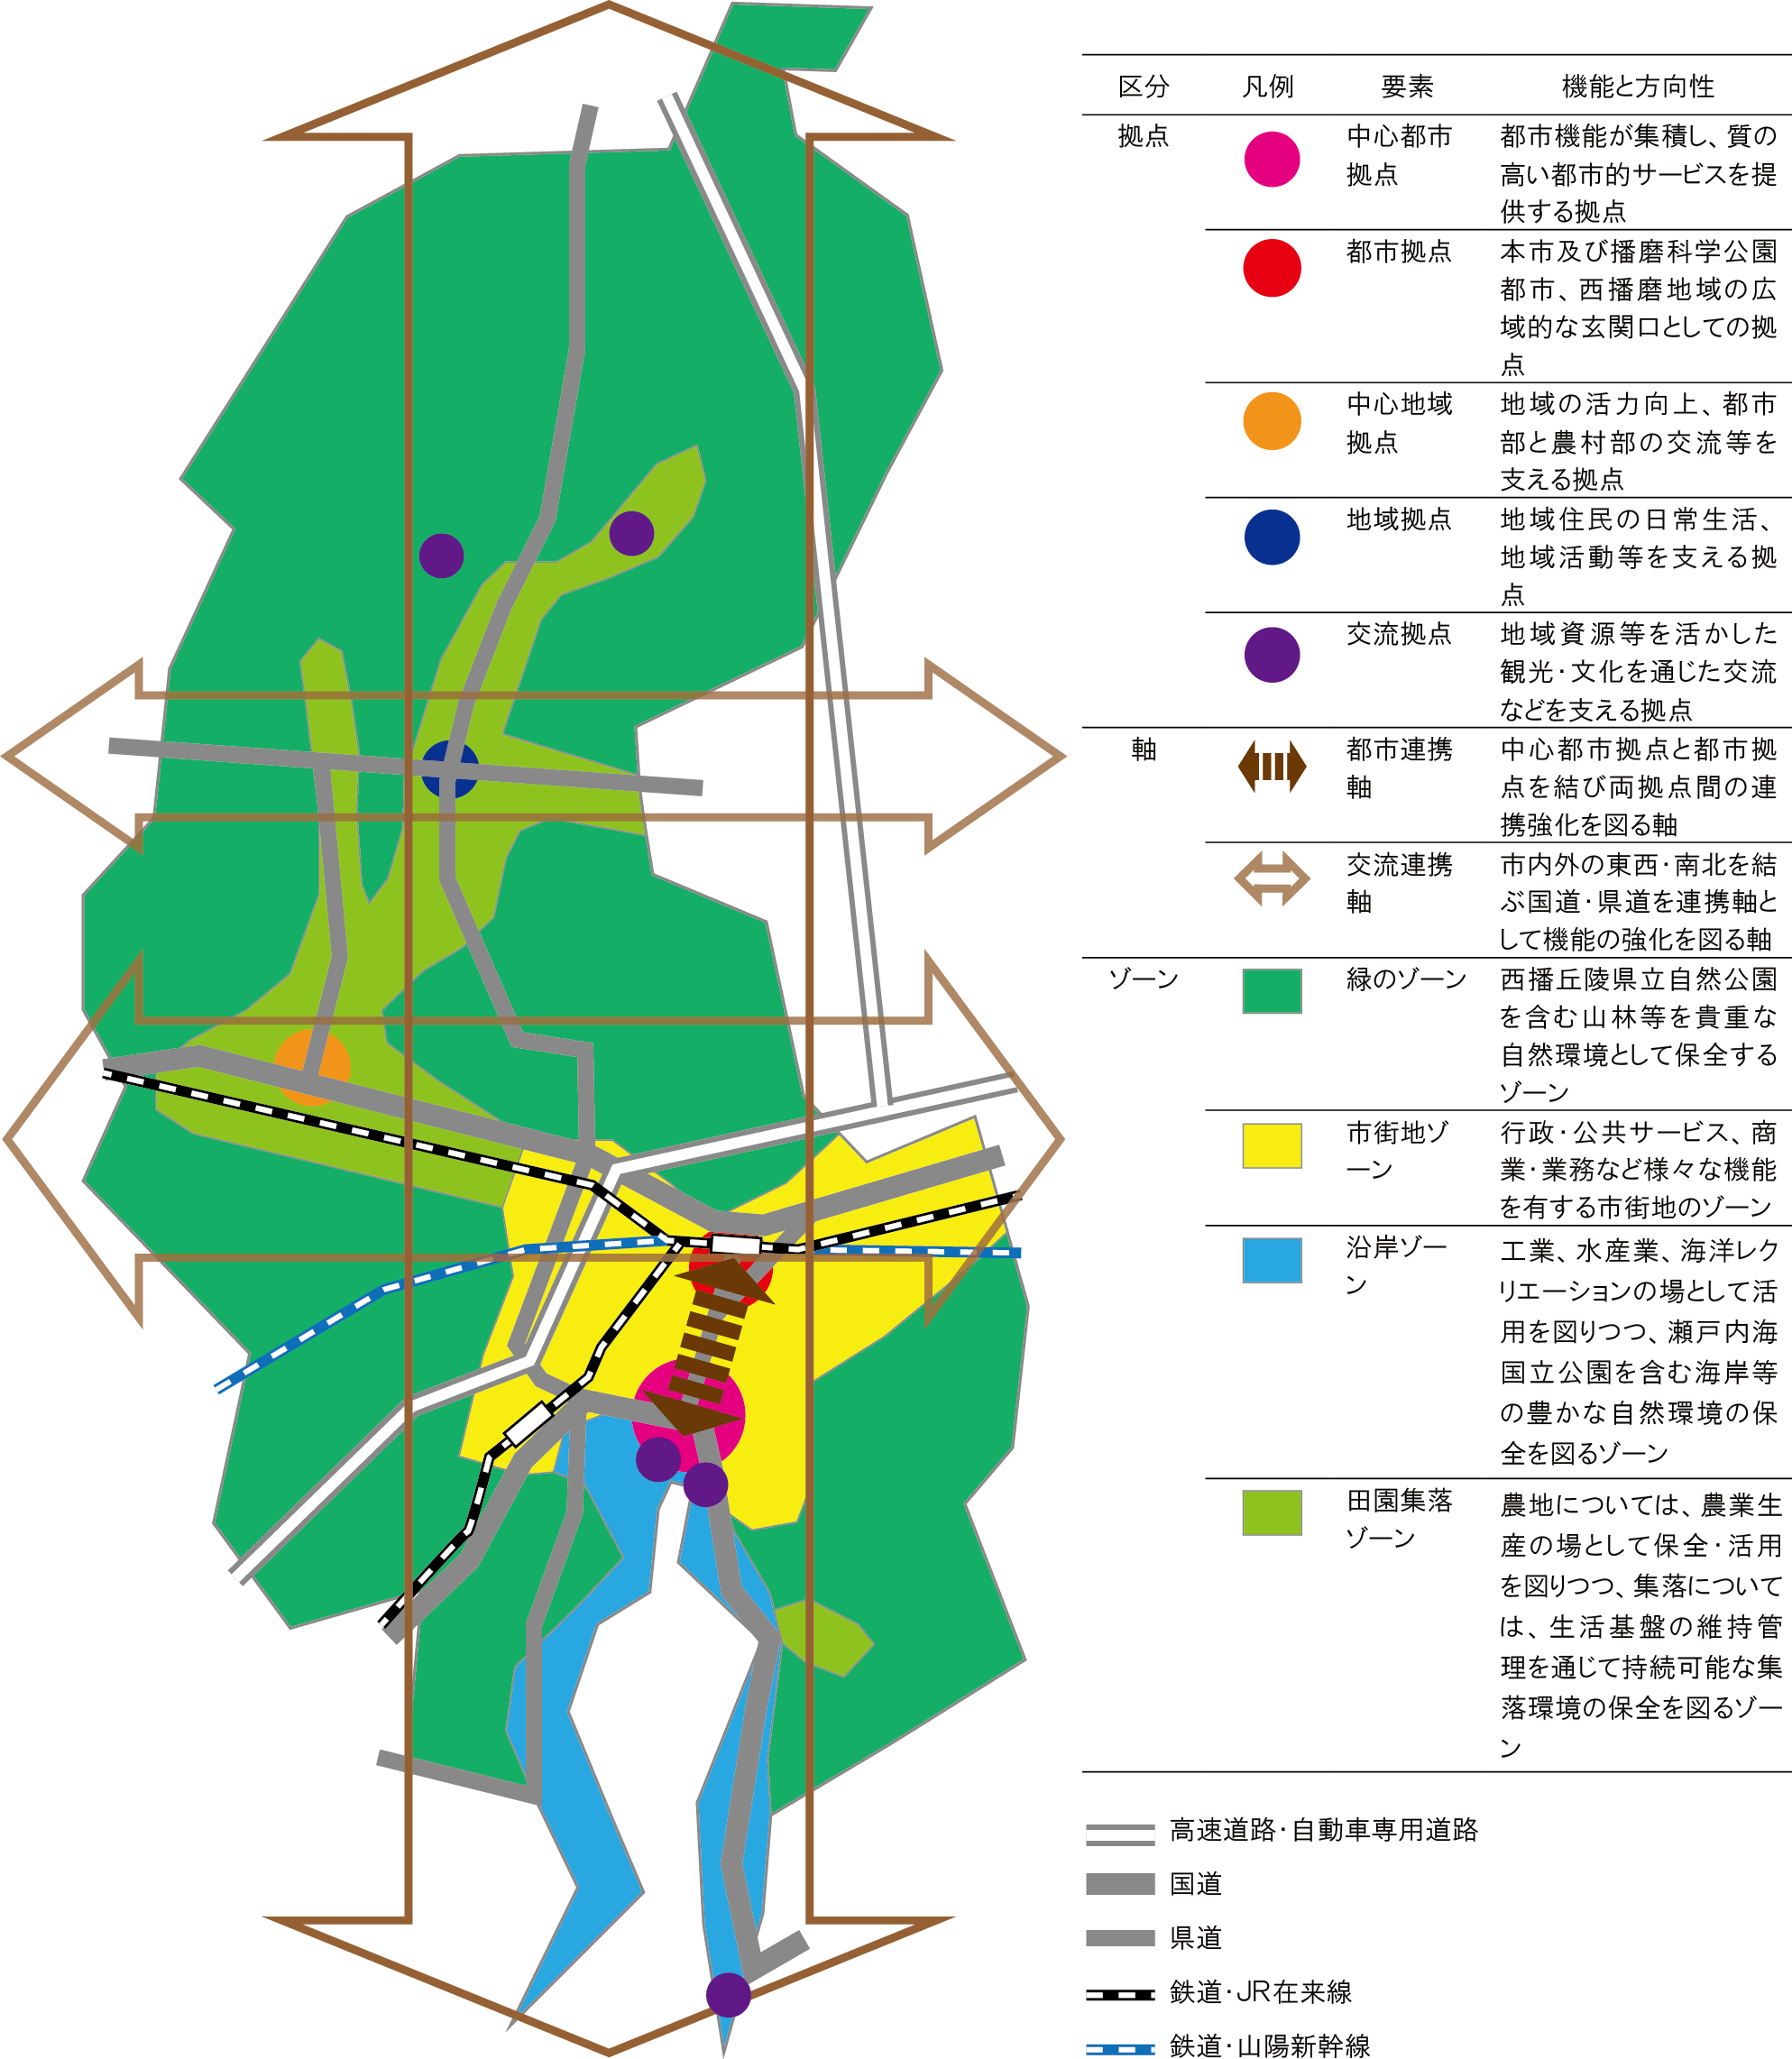 区分 凡例 要素 機能と方向性
拠点 中心都市 都市機能が集積し、質の
拠点 高い都市的サービスを提
供する拠点
都市拠点 本市及び播磨科学公園
都市、西播磨地域の広
域的な玄関口としての拠
点
中心地域 地域の活力向上、都市
拠点 部と農村部の交流等を
支える拠点
地域拠点 地域住民の日常生活、
地域活動等を支える拠
点
交流拠点 地域資源等を活かした
観光・文化を通じた交流
などを支える拠点
軸 都市連携 中心都市拠点と都市拠
軸 点を結び両拠点間の連
携強化を図る軸
交流連携 市内外の東西・南北を結
軸 ぶ国道・県道を連携軸と
して機能の強化を図る軸
ゾーン 緑のゾーン 西播丘陵県立自然公園
を含む山林等を貴重な
自然環境として保全する
ゾーン
市街地ゾ 行政・公共サービス、商
ーン 業・業務など様々な機能
を有する市街地のゾーン
沿岸ゾー 工業、水産業、海洋レク
ン リエーションの場として活
用を図りつつ、瀬戸内海
国立公園を含む海岸等
の豊かな自然環境の保
全を図るゾーン
田園集落 農地については、農業生
ゾーン 産の場として保全・活用
を図りつつ、集落について
は、生活基盤の維持管
理を通じて持続可能な集
落環境の保全を図るゾー
ン
高速道路・自動車専用道路
国道
県道
鉄道・JR在来線
鉄道・山陽新幹線